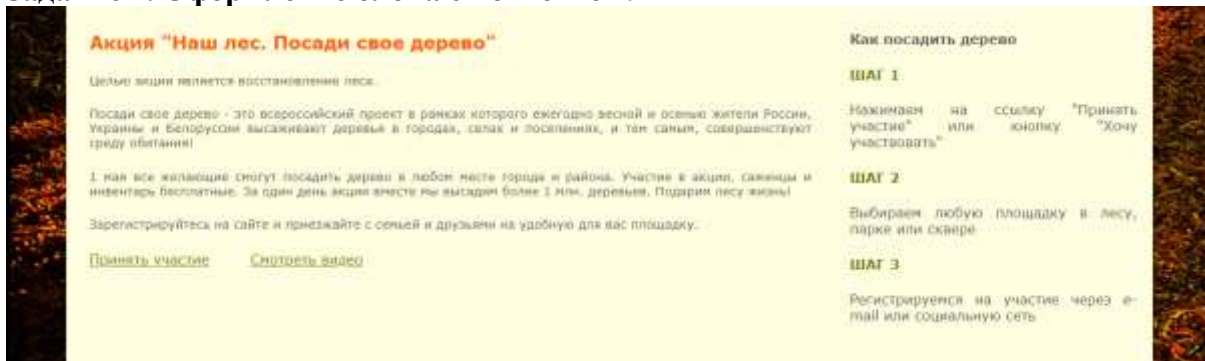 Акция "Наш лес. Посади свое дерево"
Целью акции является восстановление леса.
Посади свое дерево - это всероссийский проект в рамках которого ежегодно весной и осенью жители России,
Украины и Белоруссии высаживают деревья в городах, селах и поселениях, и тем самым, совершенствуют
среду обитания!
1 мая все желающие смогут посадить дерево в любом месте города и района. Участие в акции, саженцы и
инвентарь бесплатные. За один день акции вместе мы высадим более 1 млн. деревьев. Подарим лесу жизнь!
Зарегистрируйтесь на сайте и приезжайте с семьей и друзьями на удобную для вас площадку.
Принять участие Смотреть видео
Как посадить дерево
ШАГ 1
Нажимаем на ссылку "Принять
участие" или кнопку "Хочу
участвовать"
ШАГ 2
Выбираем любую площадку в лесу,
парке или сквере
ШАГ 3
Регистрируемся на участие через e-
mail или социальную сеть